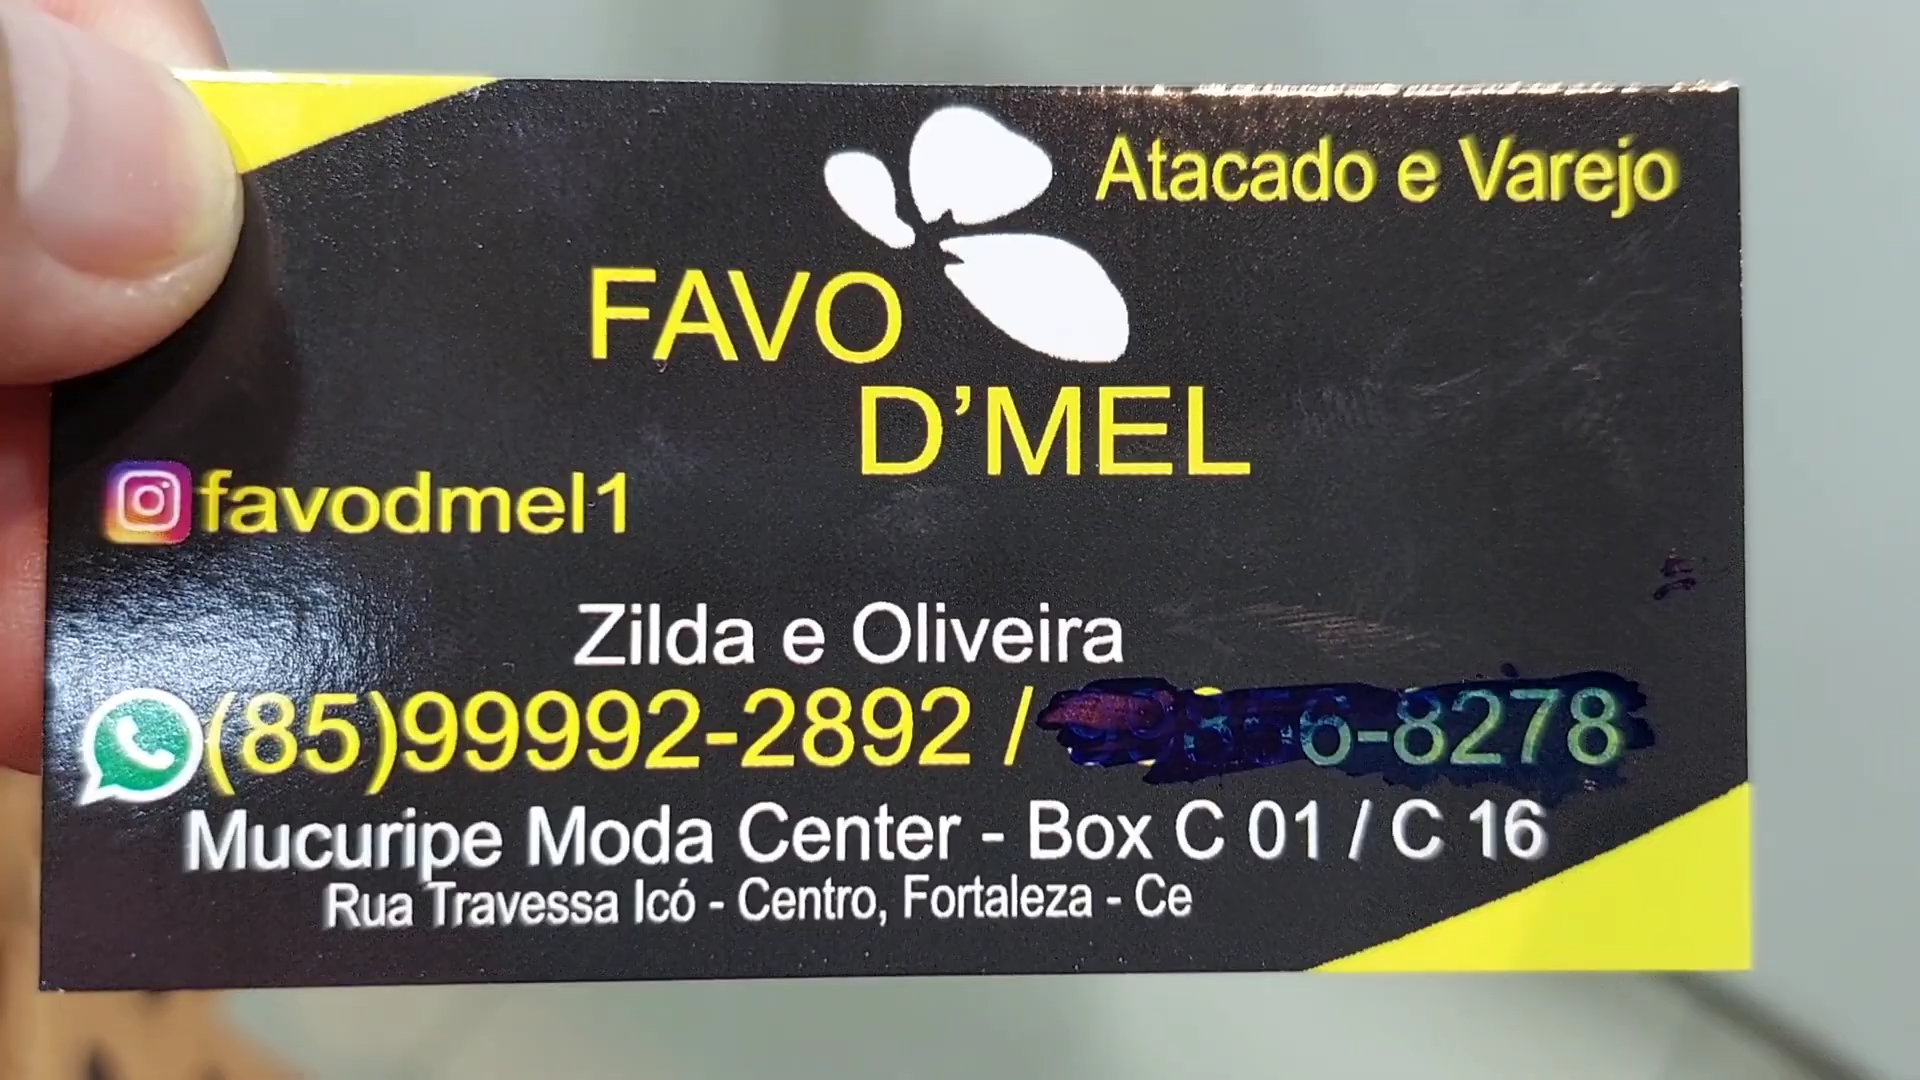 Atacado e Varejo
FAVO
D’MEL
favodmel1
Zilda e Oliveira
(85)99992-2892 /
Mucuripe Moda Center - Box C 01 / C 16
Rua Travessa Icó - Centro, Fortaleza - Ce